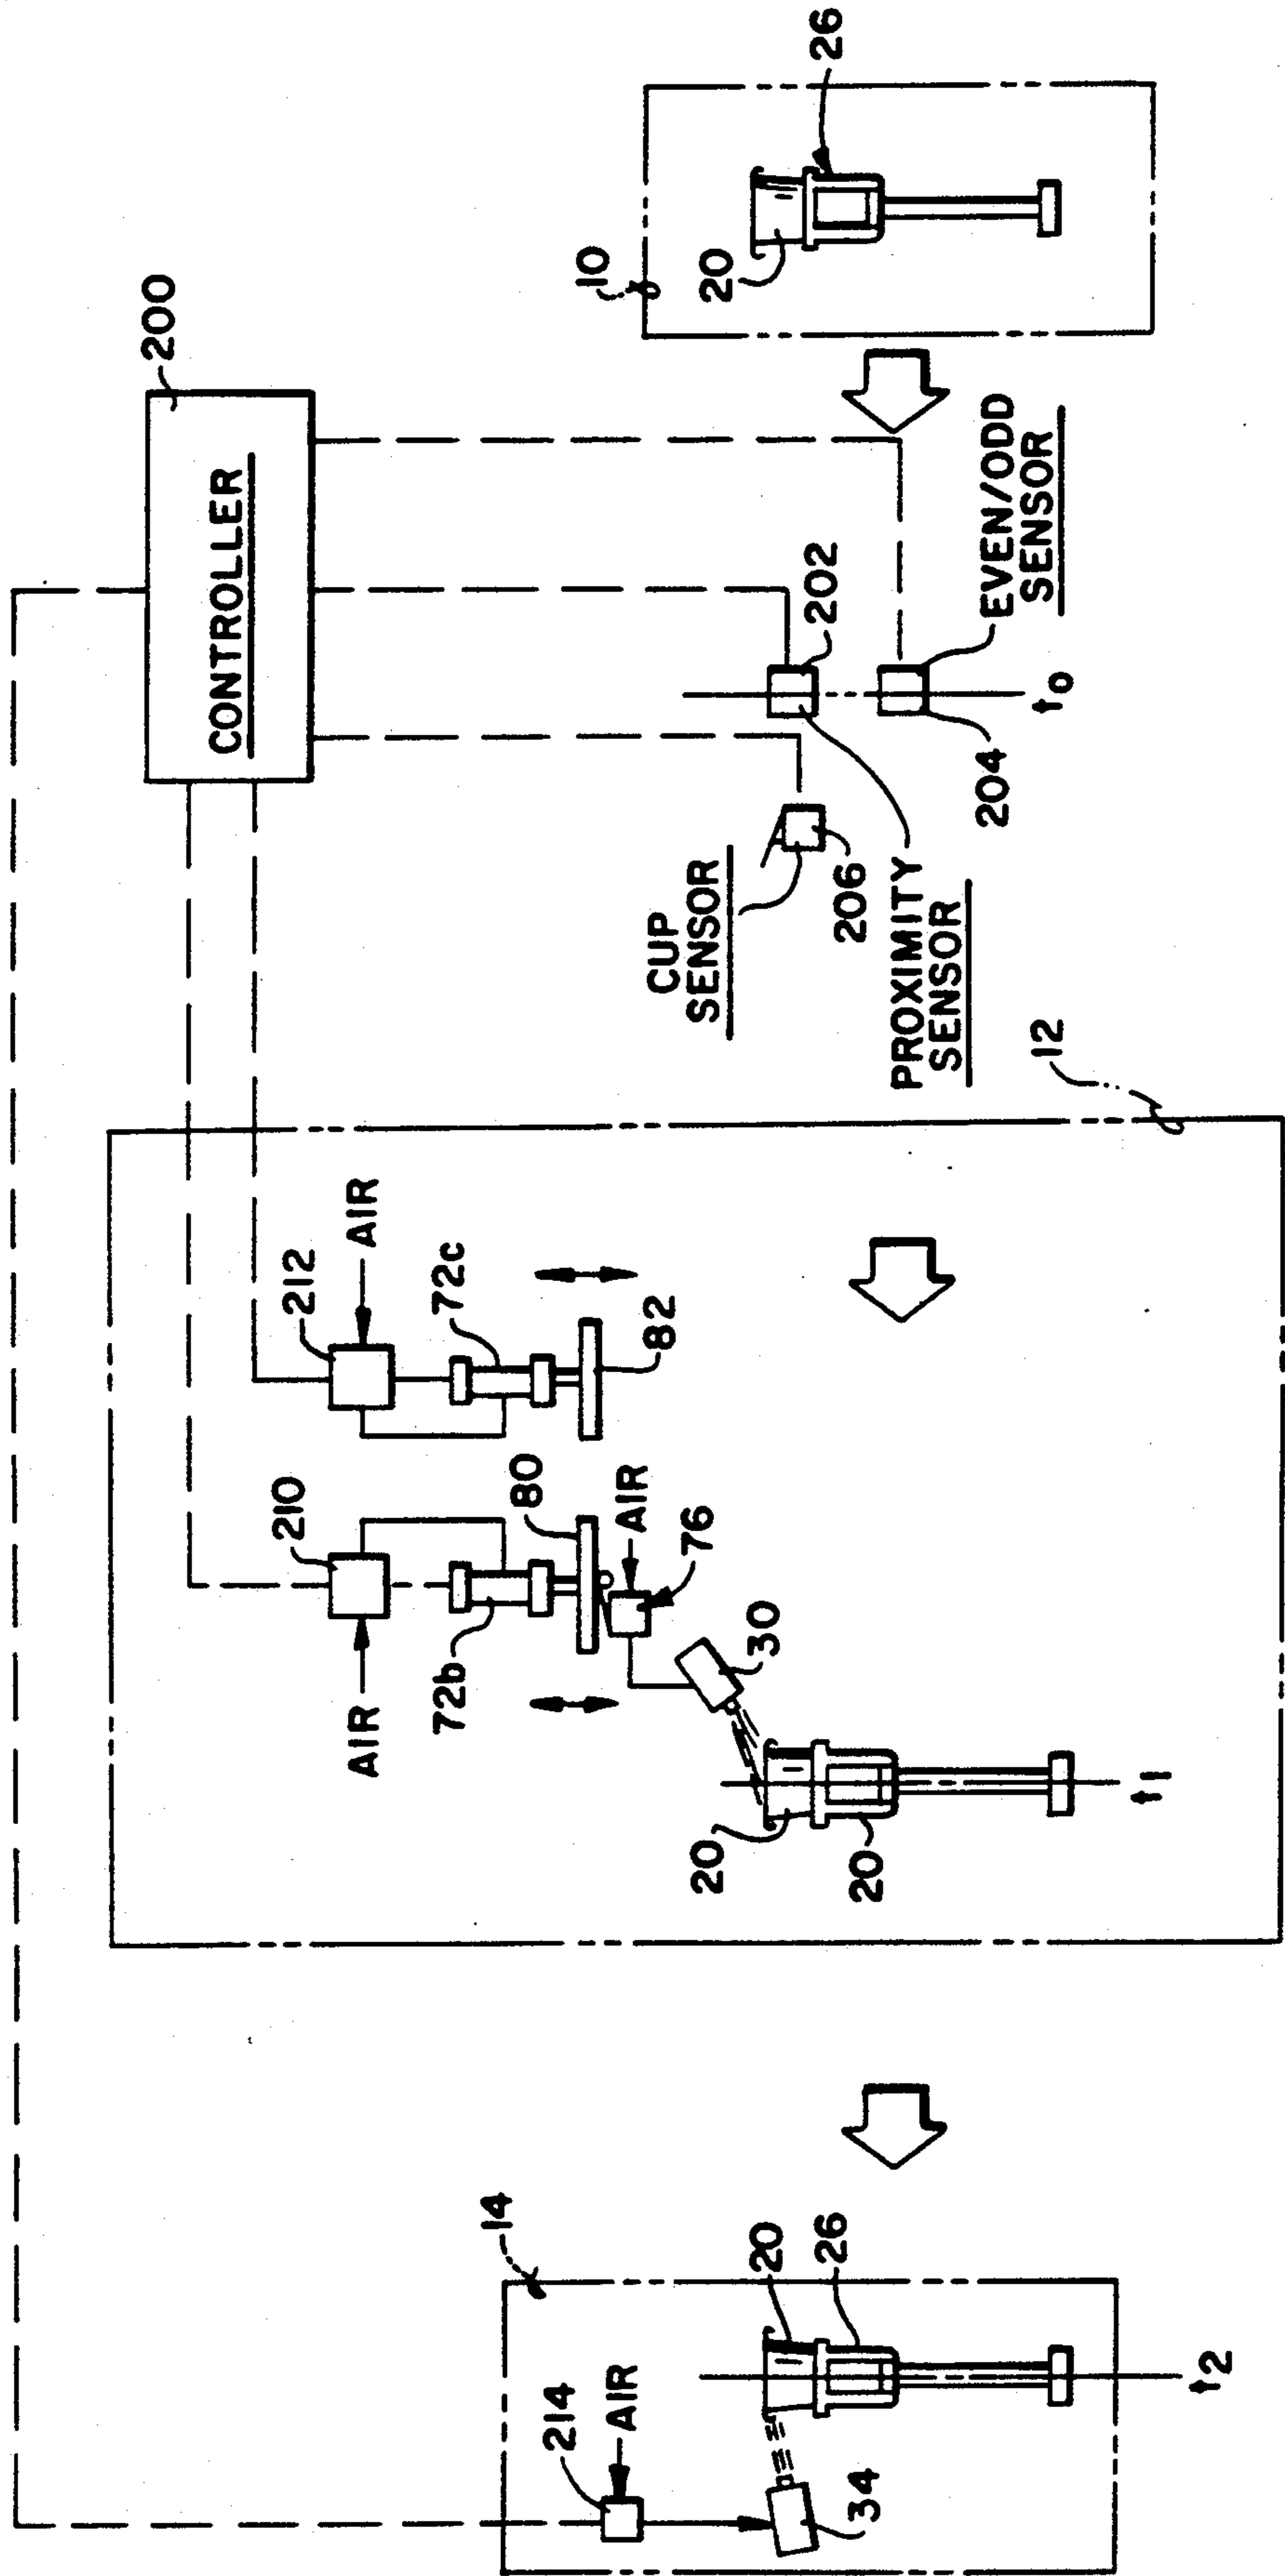 200
CONTROLLER
26
10
20
202
EVEN/ODD
SENSOR
204
t0
CUP
SENSOR
206
PROXIMITY
SENSOR
12
212
AIR
72c
82
210
AIR
72b
80
AIR
76
30
20
20
t1
14
214
AIR
20
26
34
t2